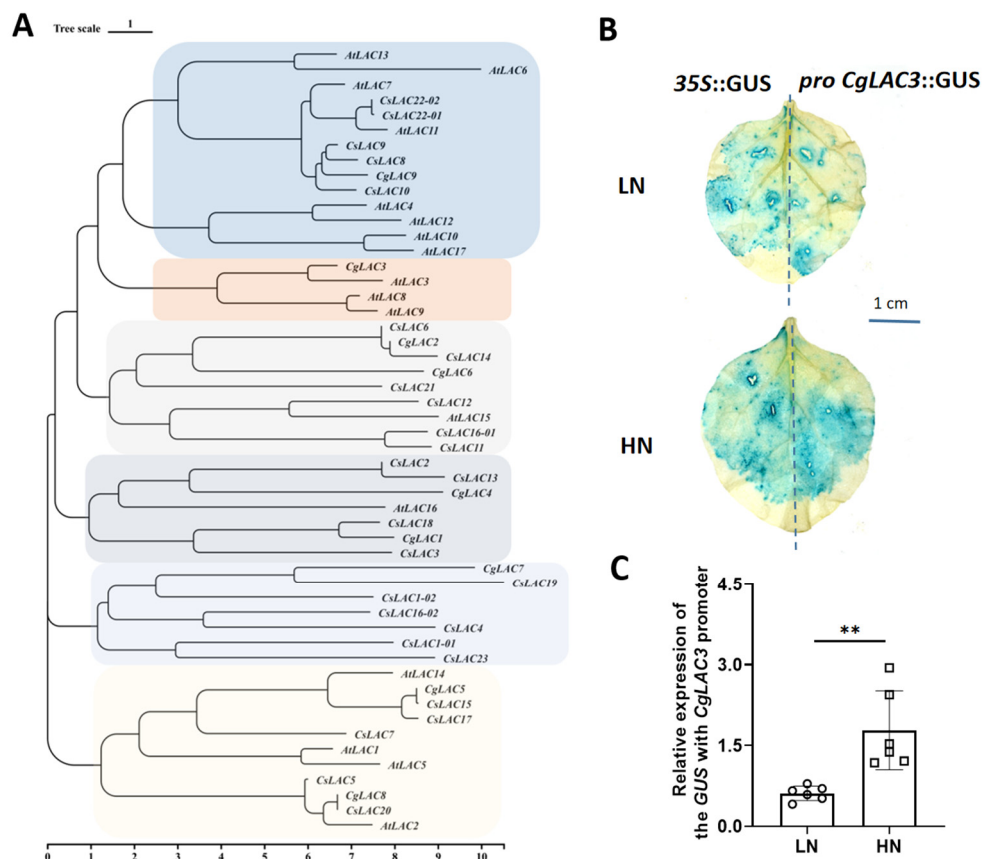 A
Tree scale 1
AtLAC13
AtLAC6
AtLAC7
CsLAC22-02
CsLAC22-01
AtLAC11
CsLAC9
CsLAC8
CgLAC9
CsLAC10
AtLAC4
AtLAC12
AtLAC10
AtLAC17
CgLAC3
AtLAC3
AtLAC8
AtLAC9
CsLAC6
CgLAC2
CsLAC14
CgLAC6
CsLAC21
CsLAC12
AtLAC15
CsLAC16-01
CsLAC11
CsLAC2
CsLAC13
CgLAC4
AtLAC16
CsLAC18
CgLAC1
CsLAC3
CgLAC7
CsLAC19
CsLAC1-02
CsLAC16-02
CsLAC4
CsLAC1-01
CsLAC23
AtLAC14
CgLAC5
CsLAC15
CsLAC17
CsLAC7
AtLAC1
AtLAC5
CsLAC5
CgLAC8
CsLAC20
AtLAC2
0 1 2 3 4 5 6 7 8 9 10
B
35S::GUS pro CgLAC3::GUS
LN
1 cm
HN
C
Relative expression of
the GUS with CgLAC3 promoter
4.5
3.0
1.5
0.0
**
LN HN